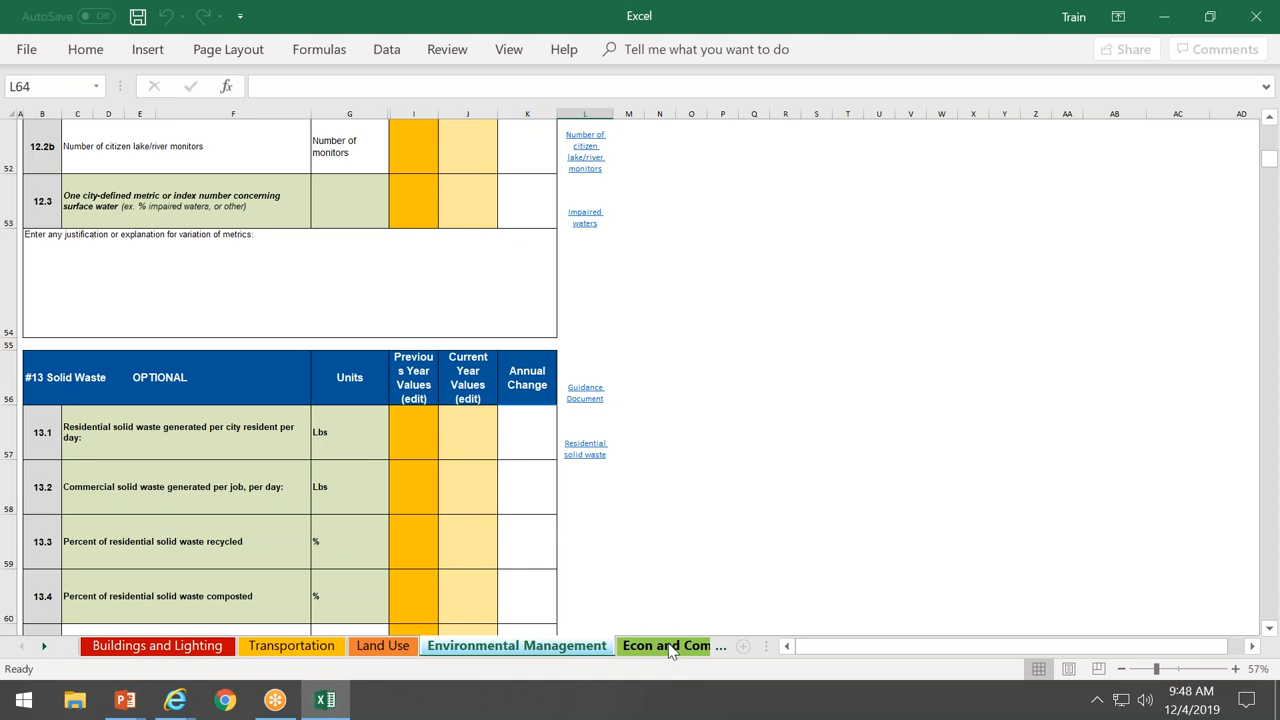 AutoSave Off
Excel
Train
File Home Insert Page Layout Formulas Data Review View Help Tell me what you want to do Share Comments
L64 fx
A B C D E F G I J K L M N O P Q R S T U V W X Y Z AA AB AC AD
52
12.2b
Number of citizen lake/river monitors
Number of
monitors
Number of
citizen
lake/river
monitors
53
12.3
One city-defined metric or index number concerning
surface water (ex. % impaired waters, or other)
Impaired
waters
54
Enter any justification or explanation for variation of metrics:
55
56
#13 Solid Waste OPTIONAL
Units
Previou
s Year
Values
(edit)
Current
Year
Values
(edit)
Annual
Change
Guidance
Document
57
13.1
Residential solid waste generated per city resident per
day:
Lbs
Residential
solid waste
58
13.2
Commercial solid waste generated per job, per day:
Lbs
59
13.3
Percent of residential solid waste recycled
%
60
13.4
Percent of residential solid waste composted
%
Buildings and Lighting Transportation Land Use Environmental Management Econ and Com ...
Ready
57%
9:48 AM
12/4/2019